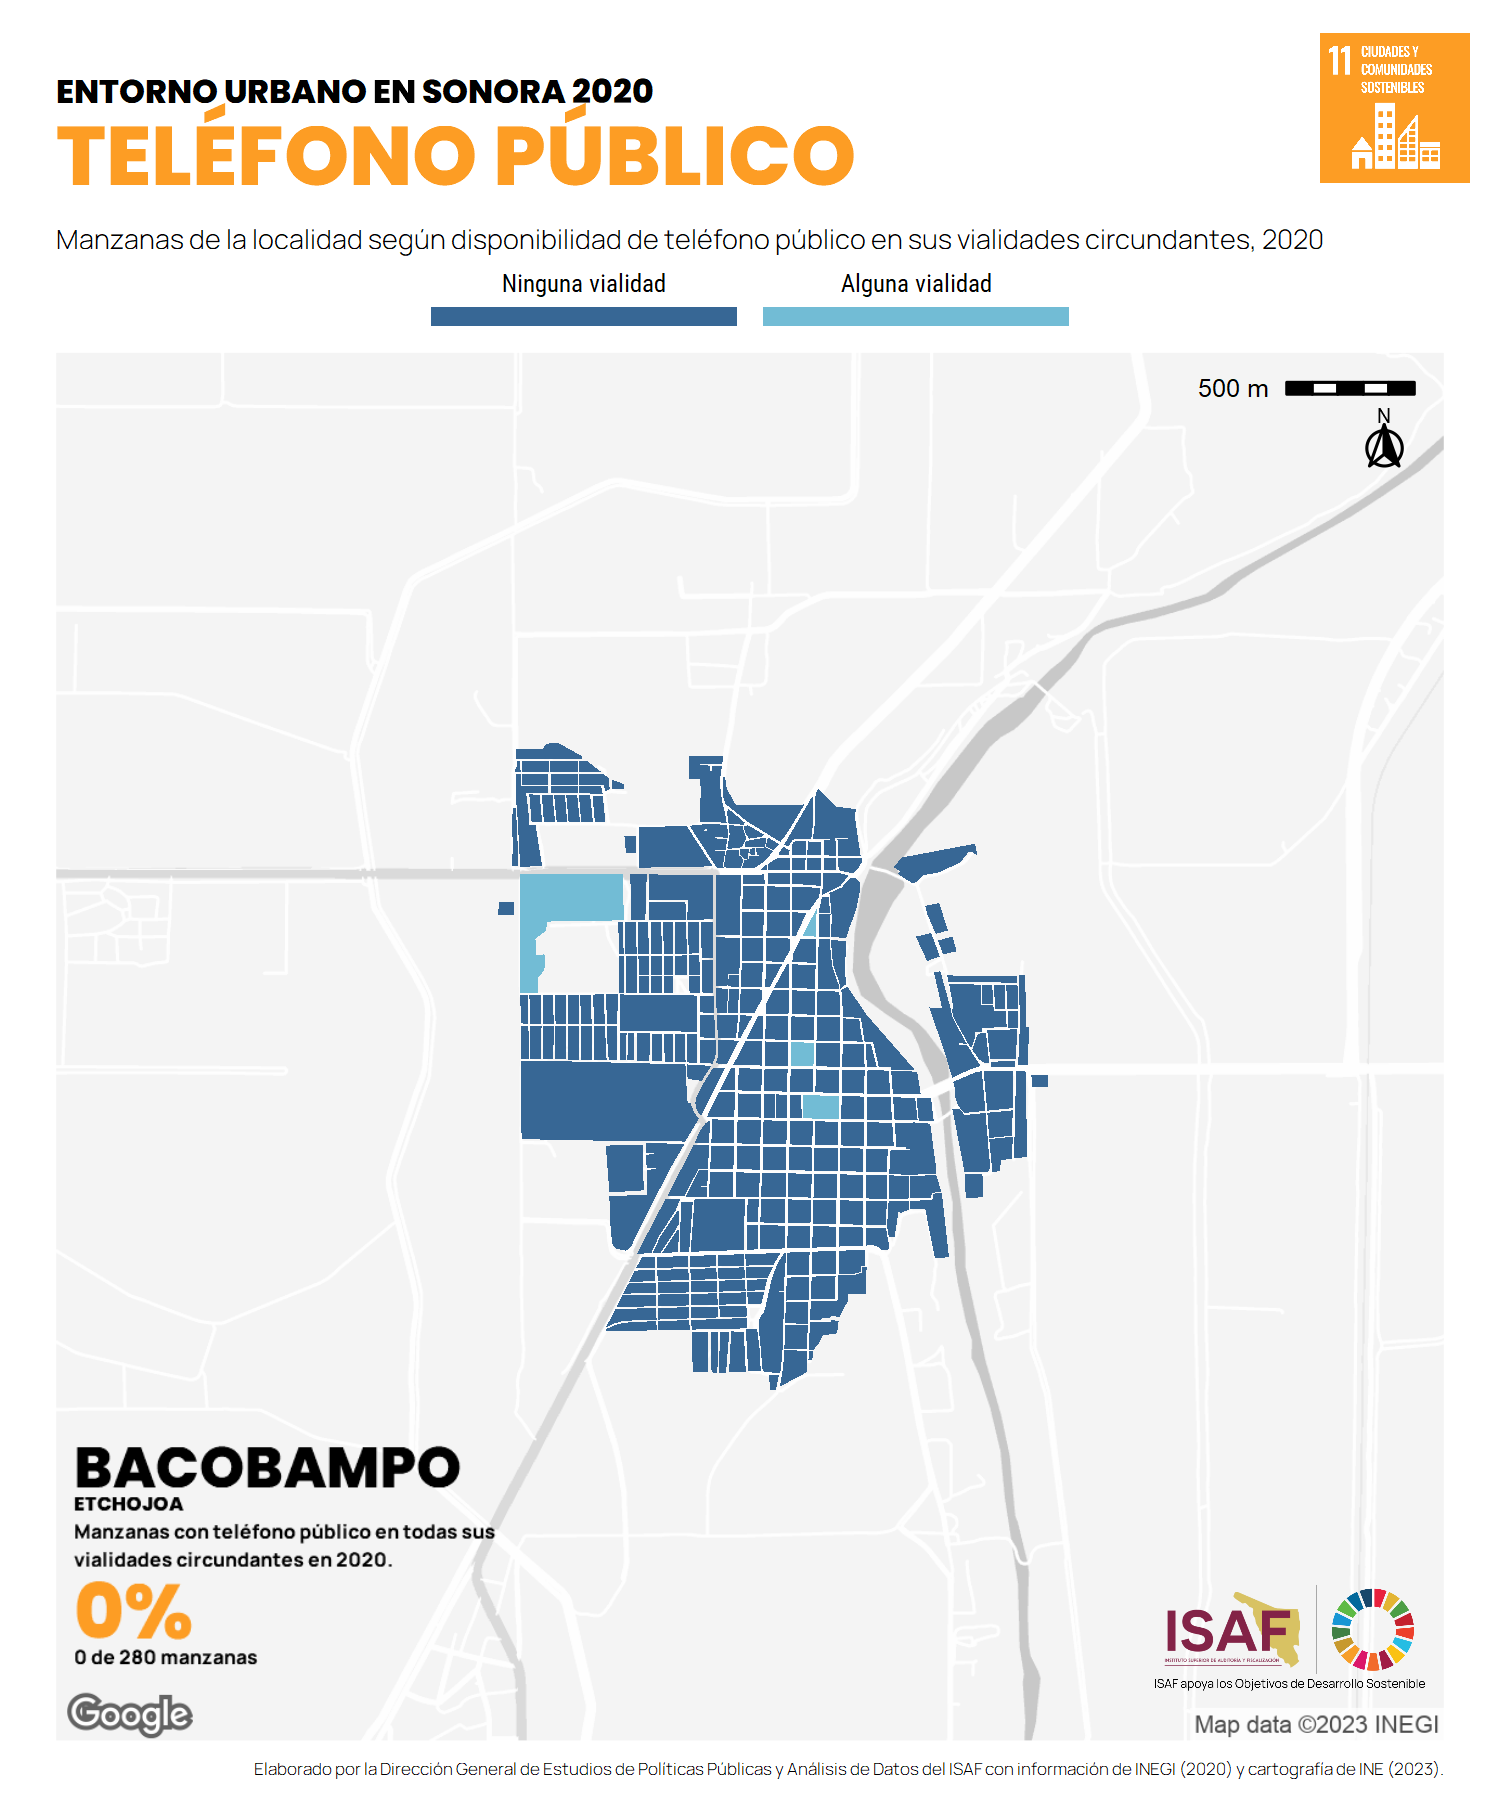 ENTORNO URBANO EN SONORA 2020
TELÉFONO PÚBLICO
11 CIUDADES Y
COMUNIDADES
SOSTENIBLES
Manzanas de la localidad según disponibilidad de teléfono público en sus vialidades circundantes, 2020
Ninguna vialidad
Alguna vialidad
500 m
N
BACOBAMPO
ETCHOJOA
Manzanas con teléfono público en todas sus
vialidades circundantes en 2020.
0%
0 de 280 manzanas
ISAF
INSTITUTO SUPERIOR DE AUDITORÍA Y FISCALIZACIÓN
ISAF apoya los Objetivos de Desarrollo Sostenible
Google
Map data ©2023 INEGI
Elaborado por la Dirección General de Estudios de Políticas Públicas y Análisis de Datos del ISAF con información de INEGI (2020) y cartografía de INE (2023).